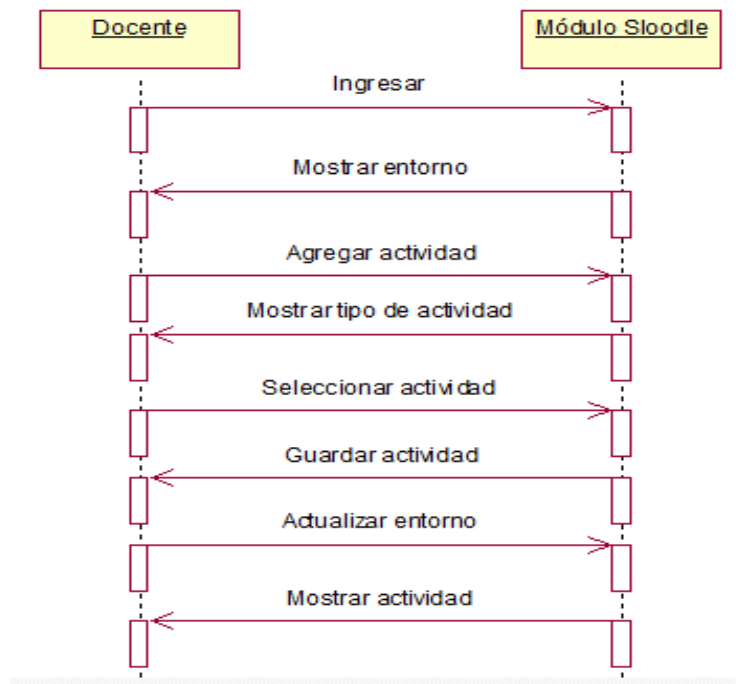 Docente
Módulo Sloodle
Ingresar
Mostrar entorno
Agregar actividad
Mostrar tipo de actividad
Seleccionar actividad
Guardar actividad
Actualizar entorno
Mostrar actividad